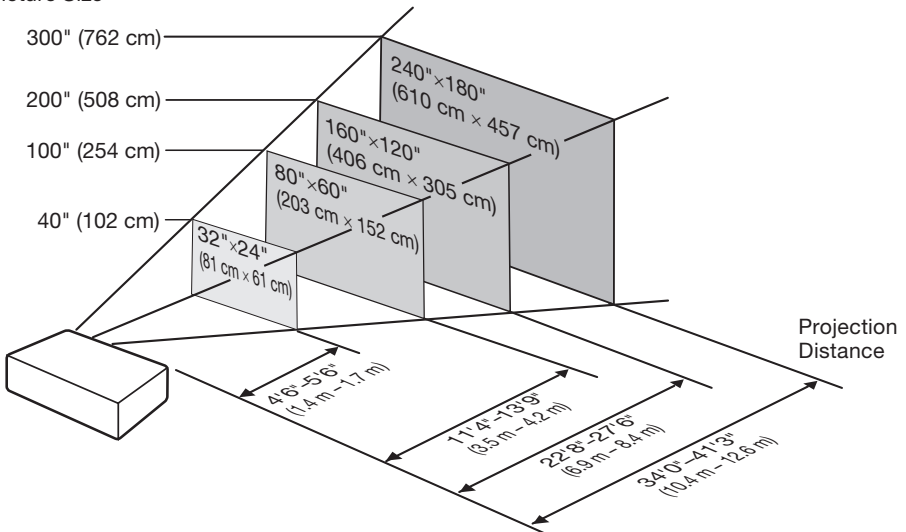 300" (762 cm)
200" (508 cm)
100" (254 cm)
40" (102 cm)
240"×180"
(610 cm × 457 cm)
160"×120"
(406 cm × 305 cm)
80"×60"
(203 cm × 152 cm)
32"×24"
(81 cm × 61 cm)
Projection
Distance
4'6"–5'6"
(1.4 m – 1.7 m)
11'4"–13'9"
(3.5 m – 4.2 m)
22'8"–27'6"
(6.9 m – 8.4 m)
34'0"–41'3"
(10.4 m – 12.6 m)